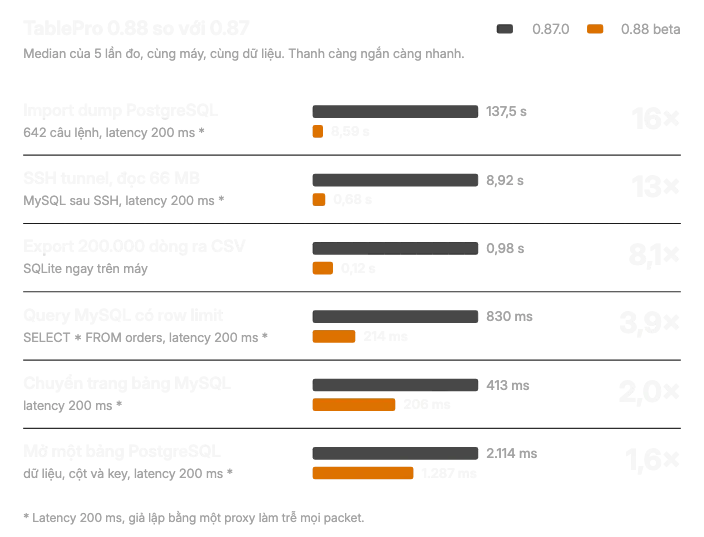 TablePro 0.88 so với 0.87
0.87.0 0.88 beta
Median của 5 lần đo, cùng máy, cùng dữ liệu. Thanh càng ngắn càng nhanh.
Import dump PostgreSQL
137,5 s
16×
642 câu lệnh, latency 200 ms *
8,69 s
SSH tunnel, đọc 66 MB
8,92 s
13×
MySQL sau SSH, latency 200 ms *
0,68 s
Export 200.000 dòng ra CSV
0,98 s
8,1×
SQLite ngay trên máy
0,12 s
Query MySQL có row limit
830 ms
3,9×
SELECT * FROM orders, latency 200 ms *
214 ms
Chuyển trang bảng MySQL
413 ms
2,0×
latency 200 ms *
206 ms
Mở một bảng PostgreSQL
2.114 ms
1,6×
dữ liệu, cột và key, latency 200 ms *
1.287 ms
* Latency 200 ms, giả lập bằng một proxy làm trễ mọi packet.